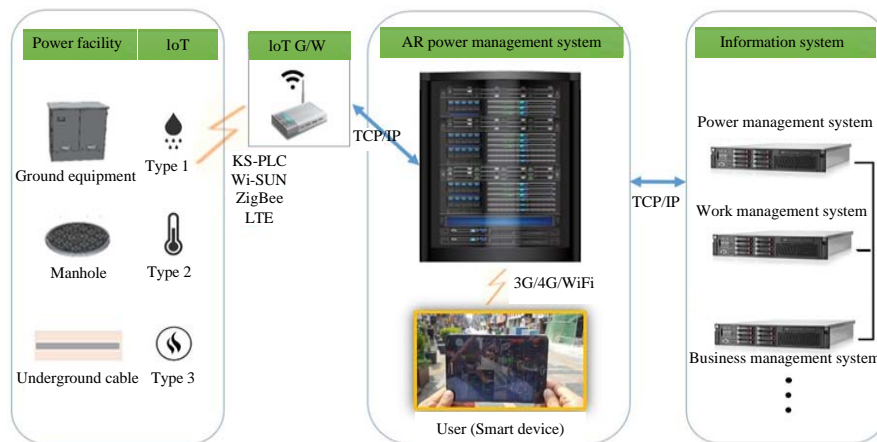 Power facility
IoT
Ground equipment
Type 1
Manhole
Type 2
Underground cable
Type 3
IoT G/W
KS-PLC
Wi-SUN
ZigBee
LTE
TCP/IP
AR power management system
3G/4G/WiFi
User (Smart device)
TCP/IP
Information system
Power management system
Work management system
Business management system